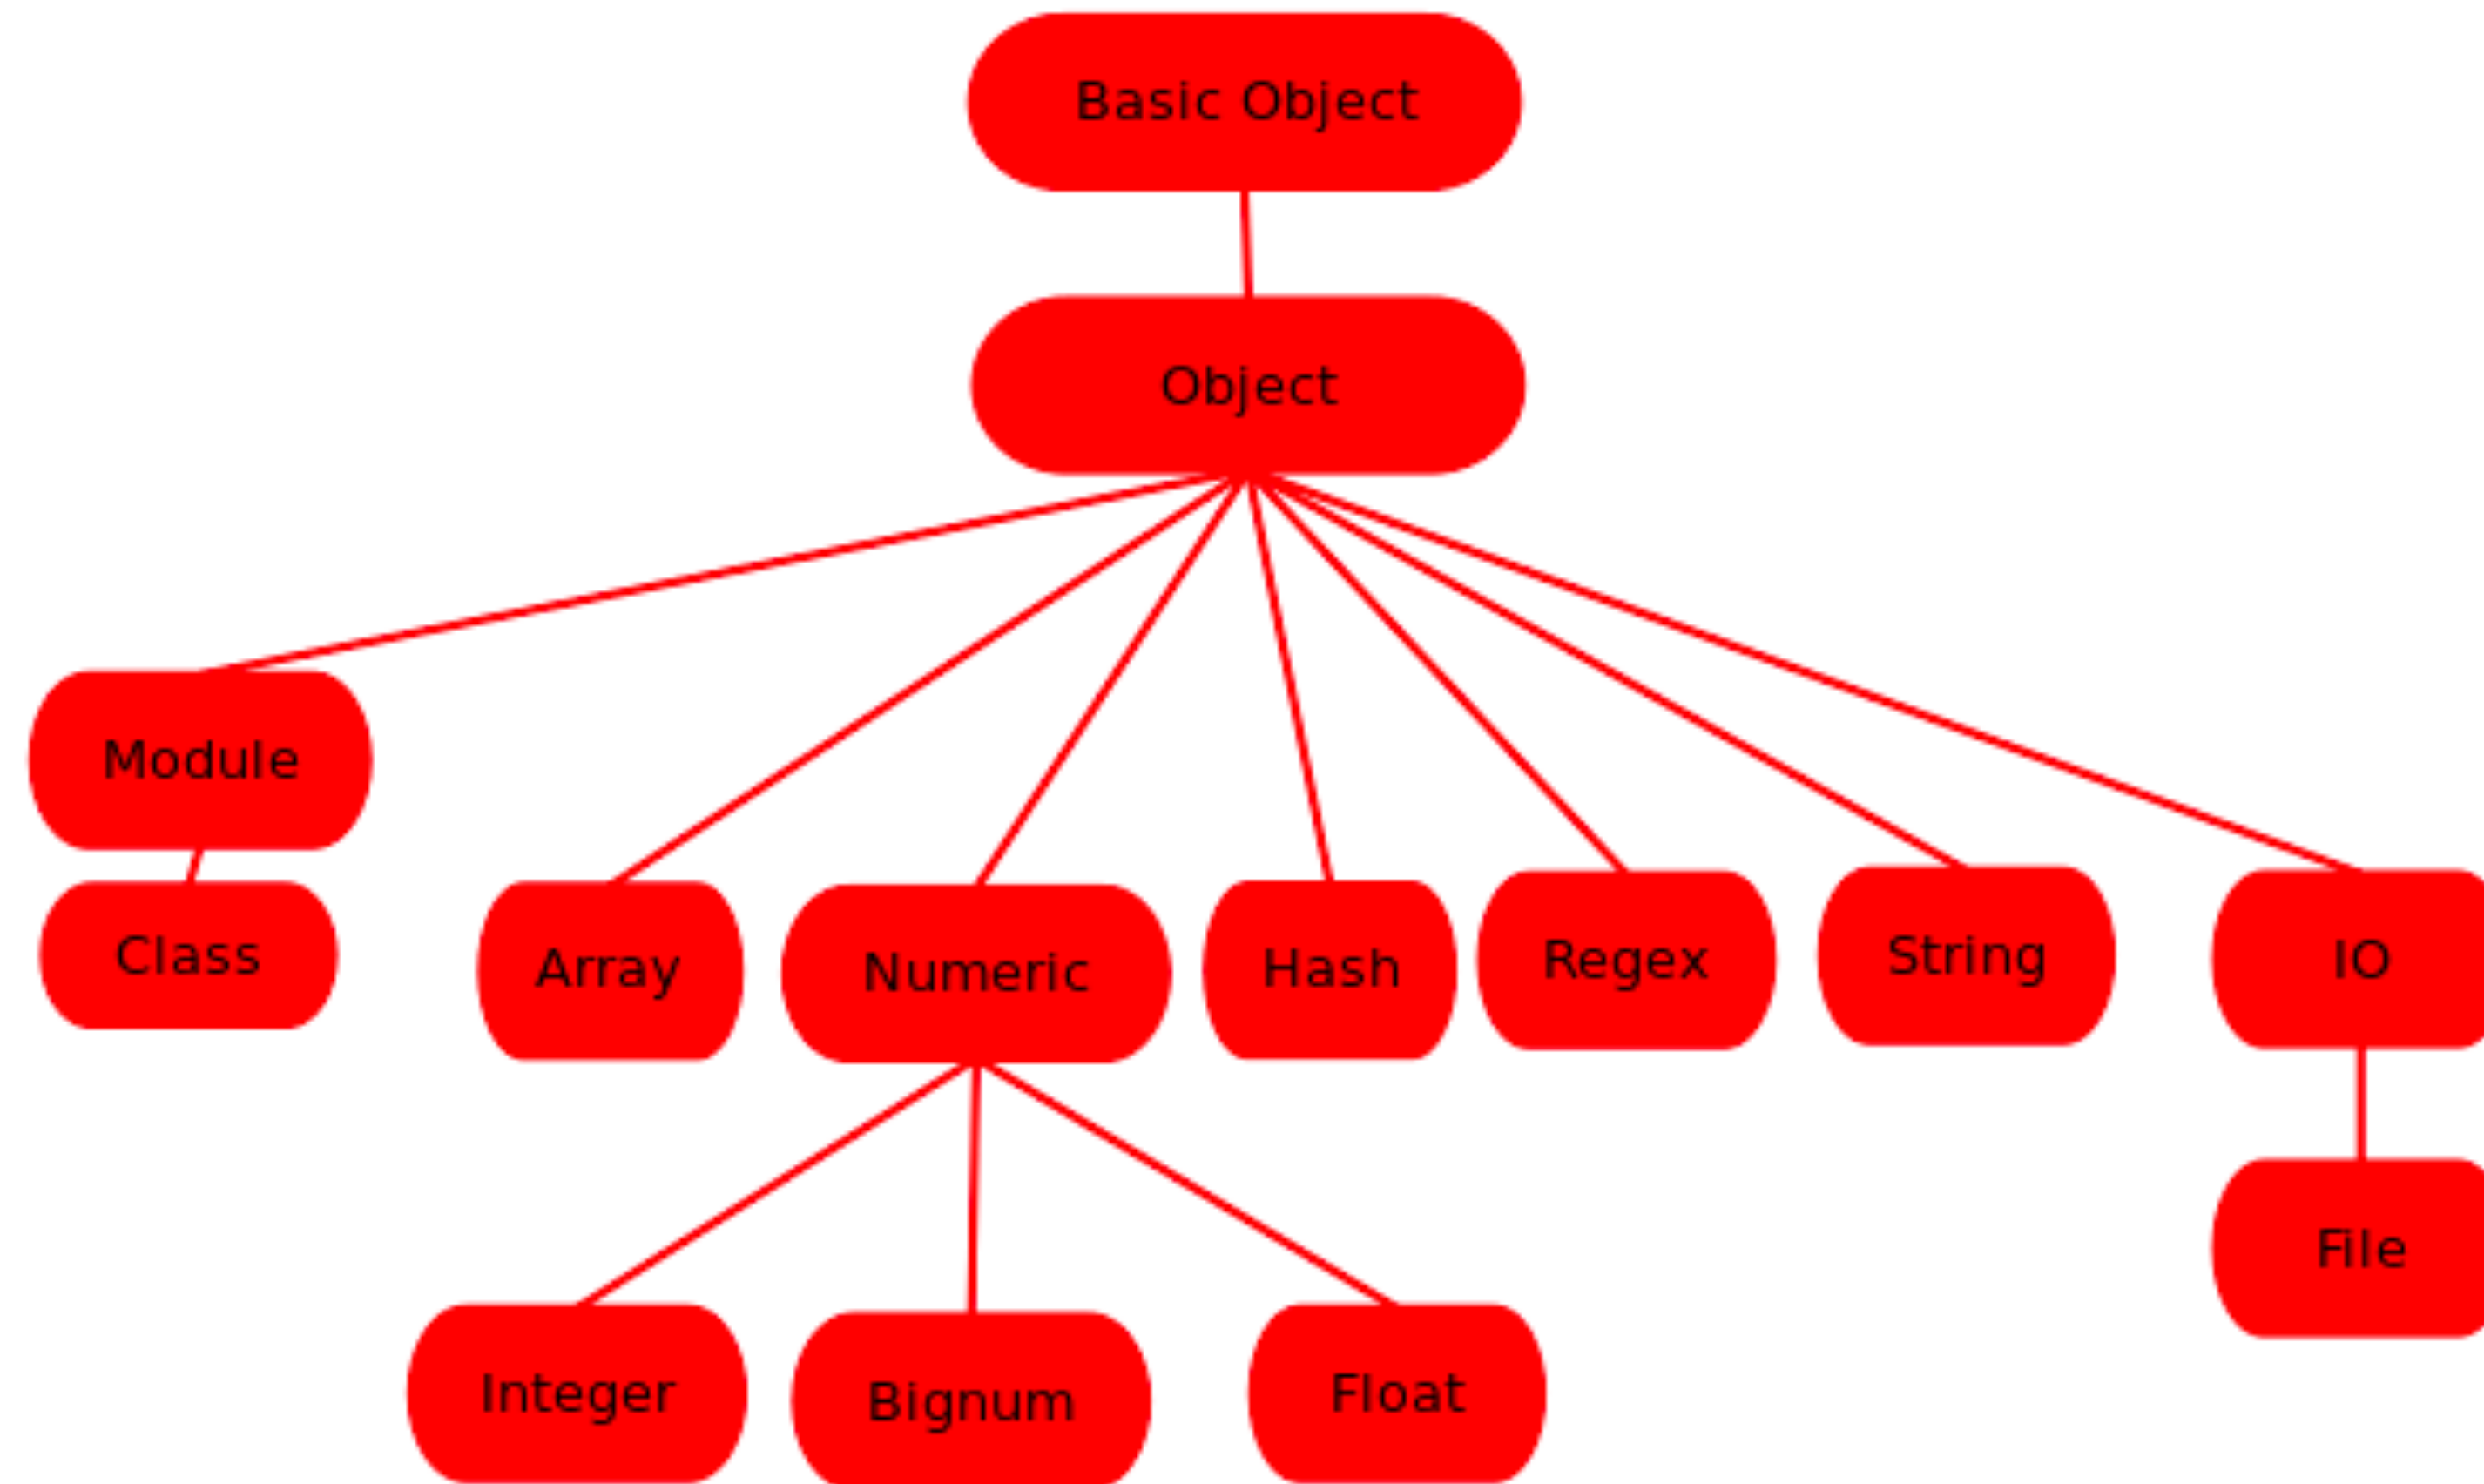 Basic Object
Object
Module
Class
Array
Numeric
Hash
Regex
String
IO
Integer
Bignum
Float
File